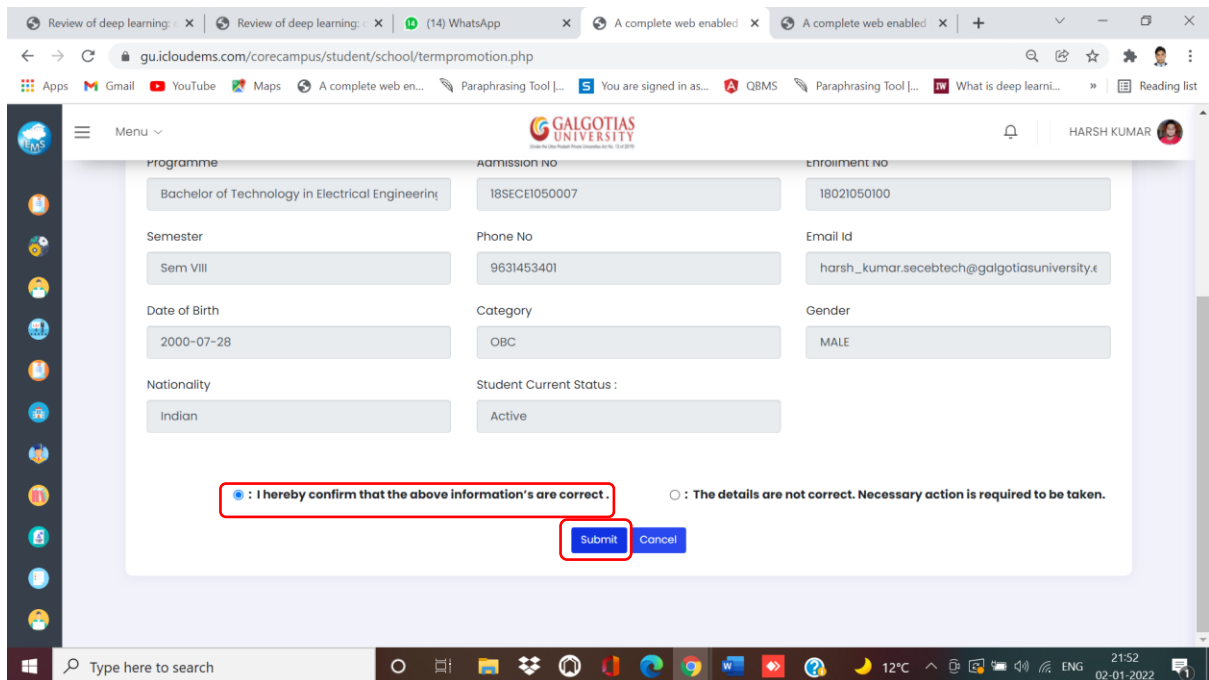 Review of deep learning: Review of deep learning: (14) WhatsApp A complete web enabled A complete web enabled
gu.icloudems.com/corecampus/student/school/termpromotion.php
Apps Gmail YouTube Maps A complete web en... Paraphrasing Tool |... You are signed in as... QBMS Paraphrasing Tool |... What is deep learni... » Reading list
EMS Menu GALGOTIAS UNIVERSITY HARSH KUMAR
Programme Admission No Enrollment No
Bachelor of Technology in Electrical Engineering 18SECE1050007 18021050100
Semester Phone No Email Id
Sem VIII 9631453401 harsh_kumar.secebtech@galgotiasuniversity.e
Date of Birth Category Gender
2000-07-28 OBC MALE
Nationality Student Current Status :
Indian Active
: I hereby confirm that the above information's are correct . : The details are not correct. Necessary action is required to be taken.
Submit Cancel
Type here to search 12°C ENG 21:52
02-01-2022